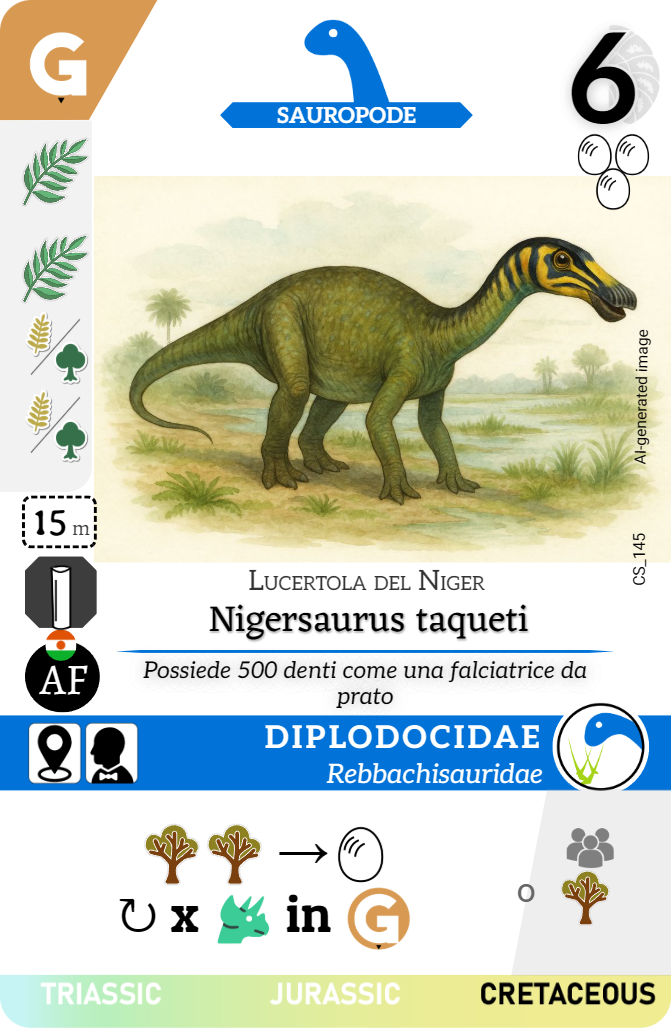 G
SAUROPODE
6
AI-generated image
15 m
CS_145
LUCERTOLA DEL NIGER
Nigersaurus taqueti
AF
Possiede 500 denti come una falciatrice da
prato
DIPLODOCIDAE
Rebbachisauridae
→
↻ x in G
o
TRIASSIC JURASSIC CRETACEOUS